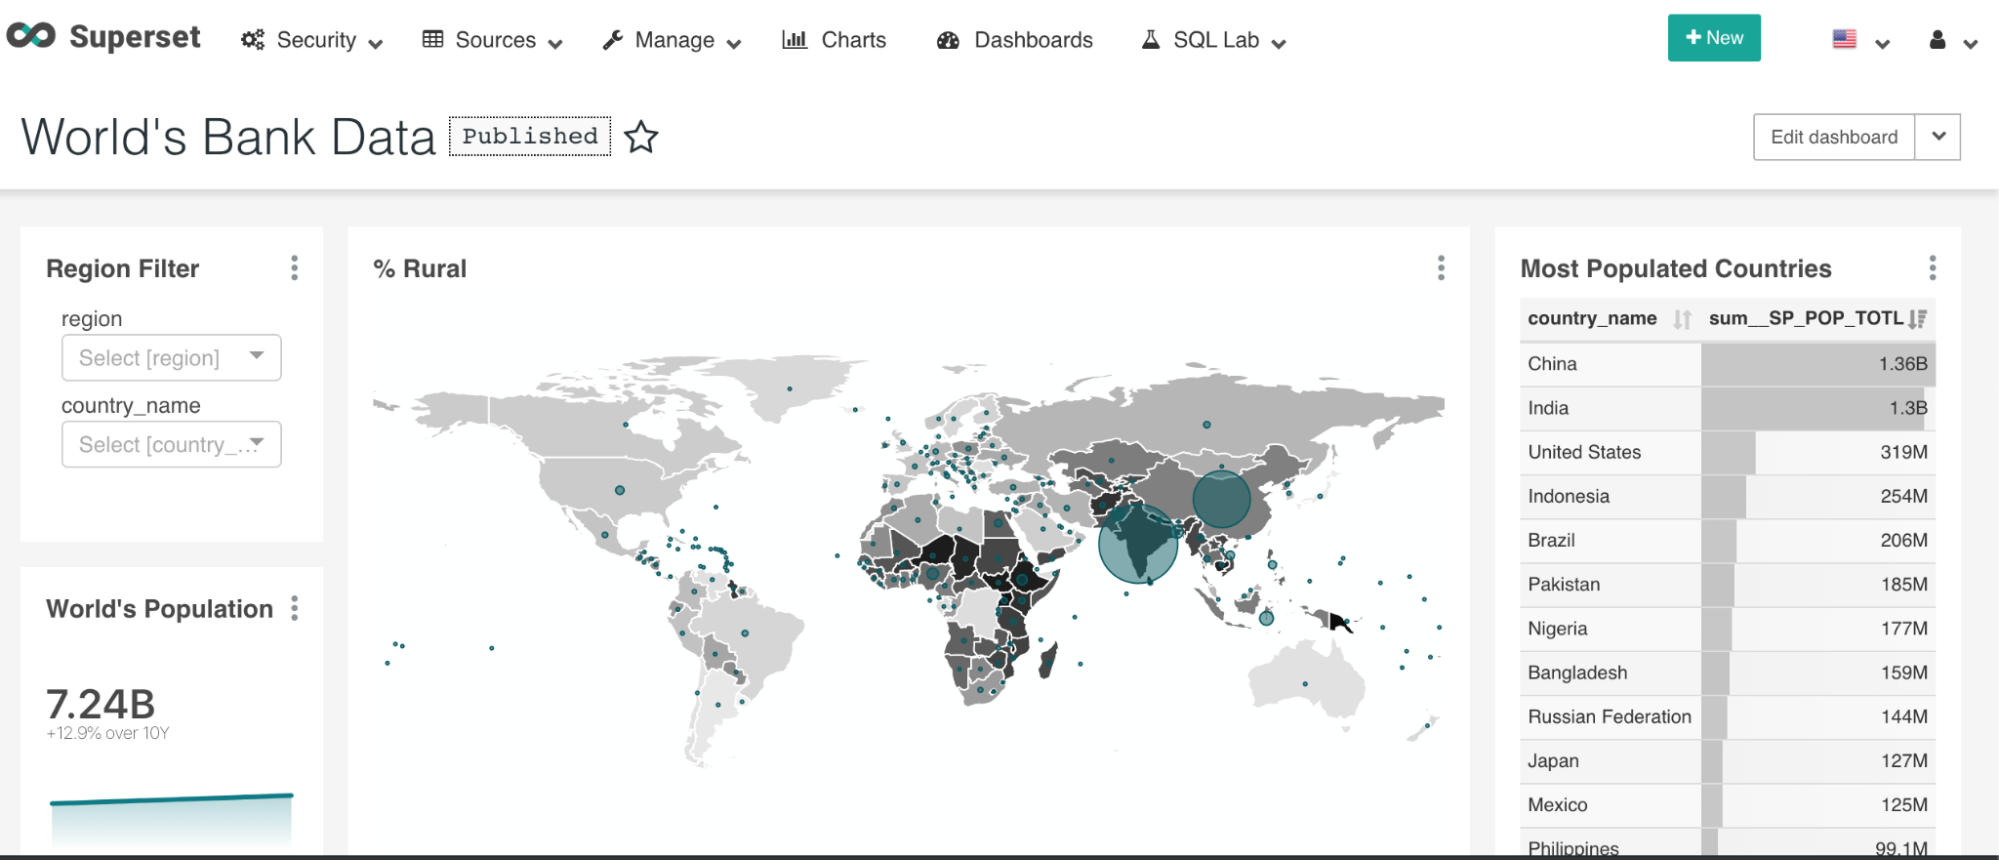 Superset
Security
Sources
Manage
Charts
Dashboards
SQL Lab
+ New
World's Bank Data
Published
Edit dashboard
Region Filter
region
Select [region]
country_name
Select [country_...
World's Population
7.24B
+12.9% over 10Y
% Rural
Most Populated Countries
country_name sum__SP_POP_TOTL
China 1.36B
India 1.3B
United States 319M
Indonesia 254M
Brazil 206M
Pakistan 185M
Nigeria 177M
Bangladesh 159M
Russian Federation 144M
Japan 127M
Mexico 125M
Philippines 99.1M